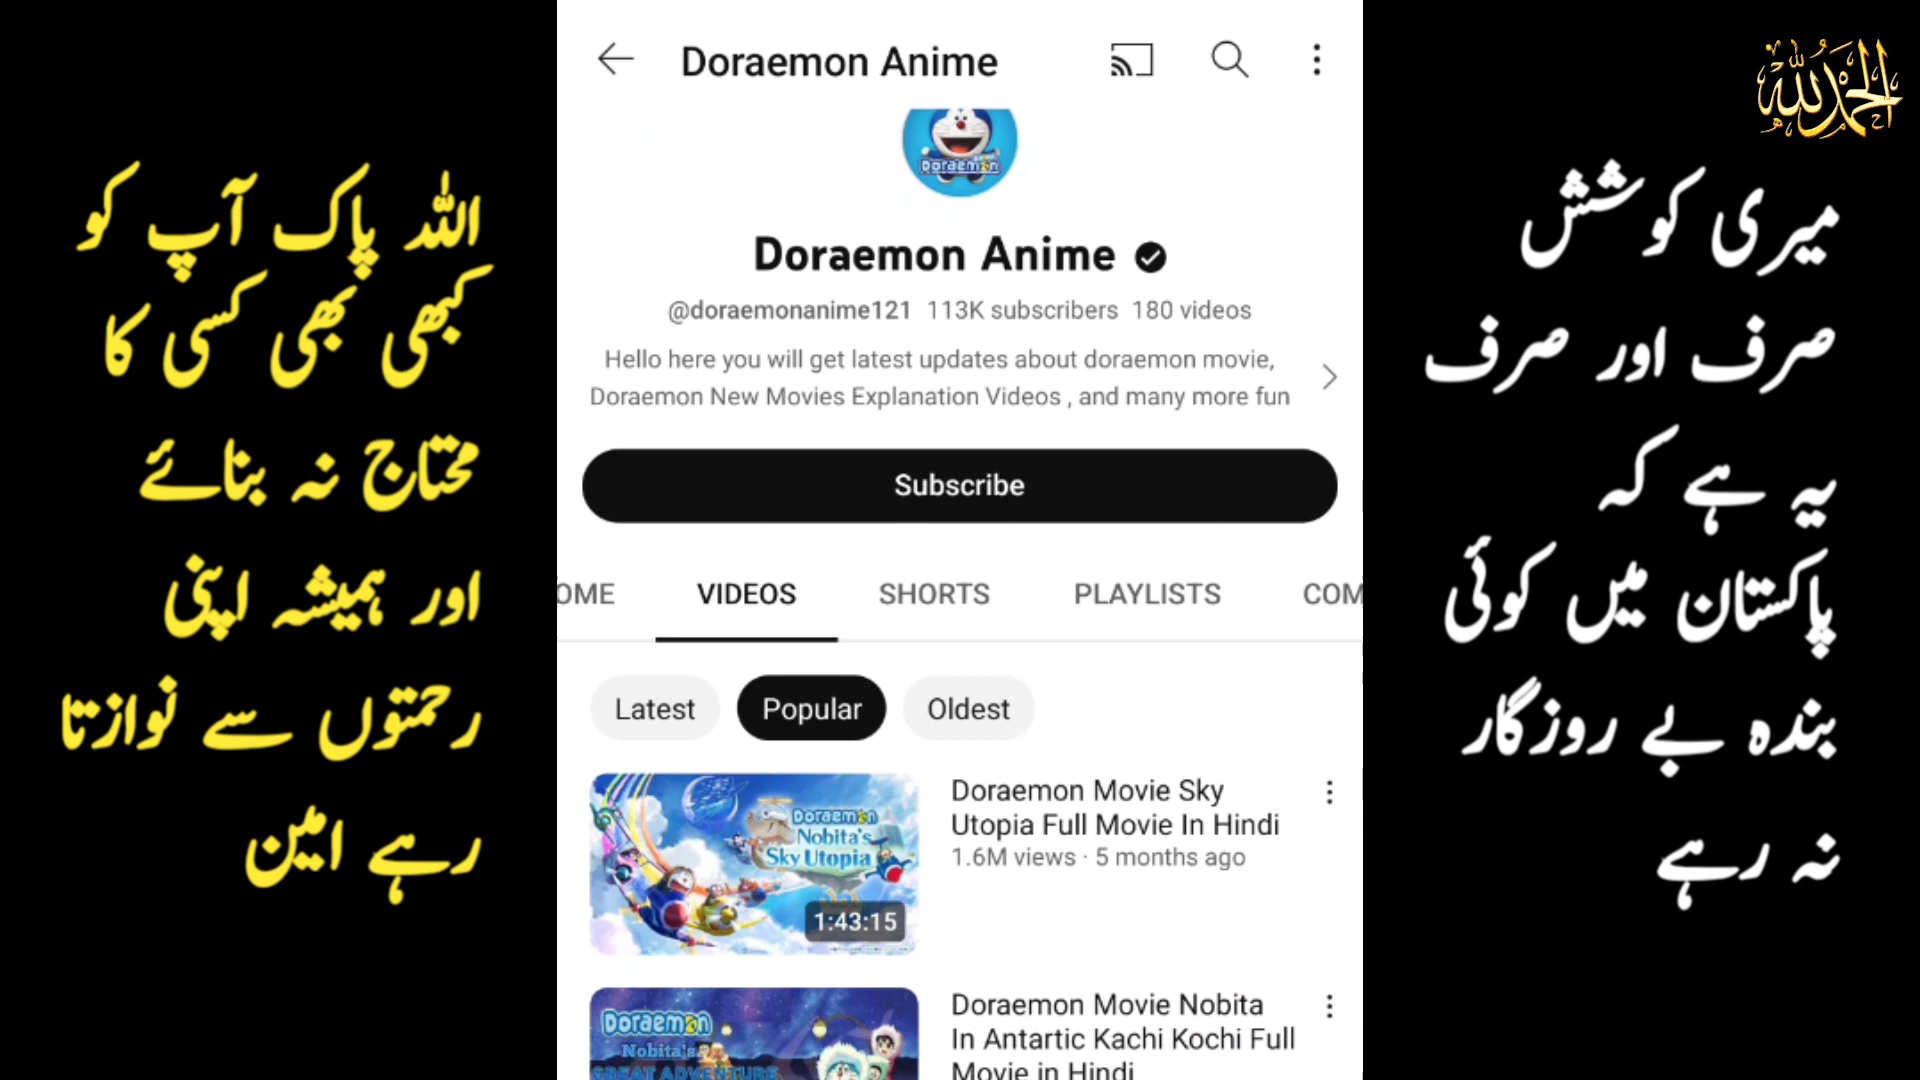 اللہ پاک آپ کو
کبھی بھی کسی کا
محتاج نہ بنائے
اور ہمیشہ اپنی
رحمتوں سے نوازتا
رہے امین
Doraemon Anime
Doraemon
Doraemon Anime
@doraemonanime121 113K subscribers 180 videos
Hello here you will get latest updates about doraemon movie,
Doraemon New Movies Explanation Videos , and many more fun
Subscribe
OME VIDEOS SHORTS PLAYLISTS COM
Latest Popular Oldest
Doraemon
Nobita's
Sky Utopia
1:43:15
Doraemon Movie Sky
Utopia Full Movie In Hindi
1.6M views · 5 months ago
Doraemon
Nobita's
GREAT ADVENTURE
Doraemon Movie Nobita
In Antartic Kachi Kochi Full
Movie in Hindi
الحمدللہ
میری کوشش
صرف اور صرف
یہ ہے کہ
پاکستان میں کوئی
بندہ بے روزگار
نہ رہے